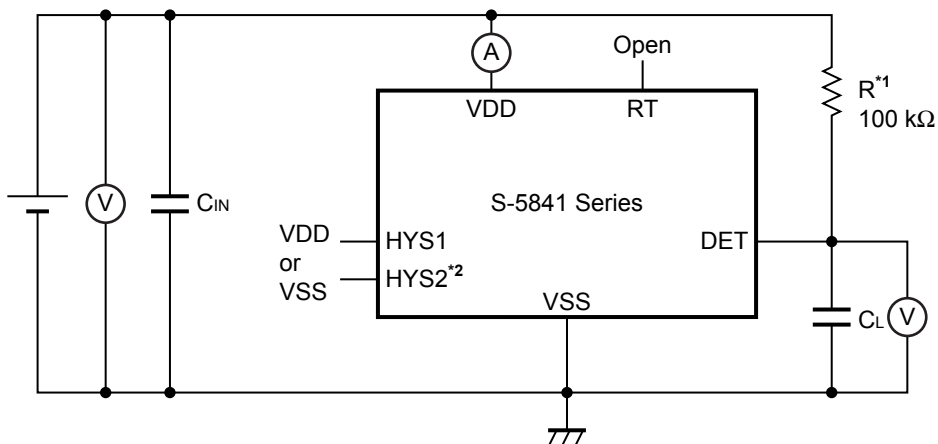 A
Open
VDD
RT
R*1
100 kΩ
V
CIN
S-5841 Series
VDD
or
VSS
HYS1
HYS2*2
DET
VSS
CL
V